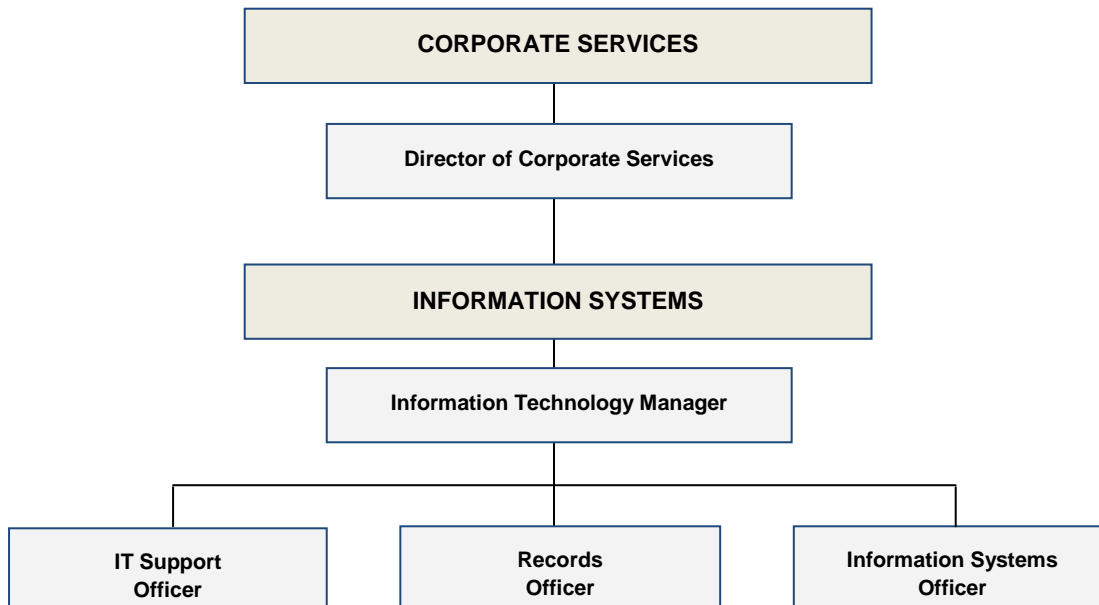 CORPORATE SERVICES
Director of Corporate Services
INFORMATION SYSTEMS
Information Technology Manager
IT Support
Officer
Records
Officer
Information Systems
Officer